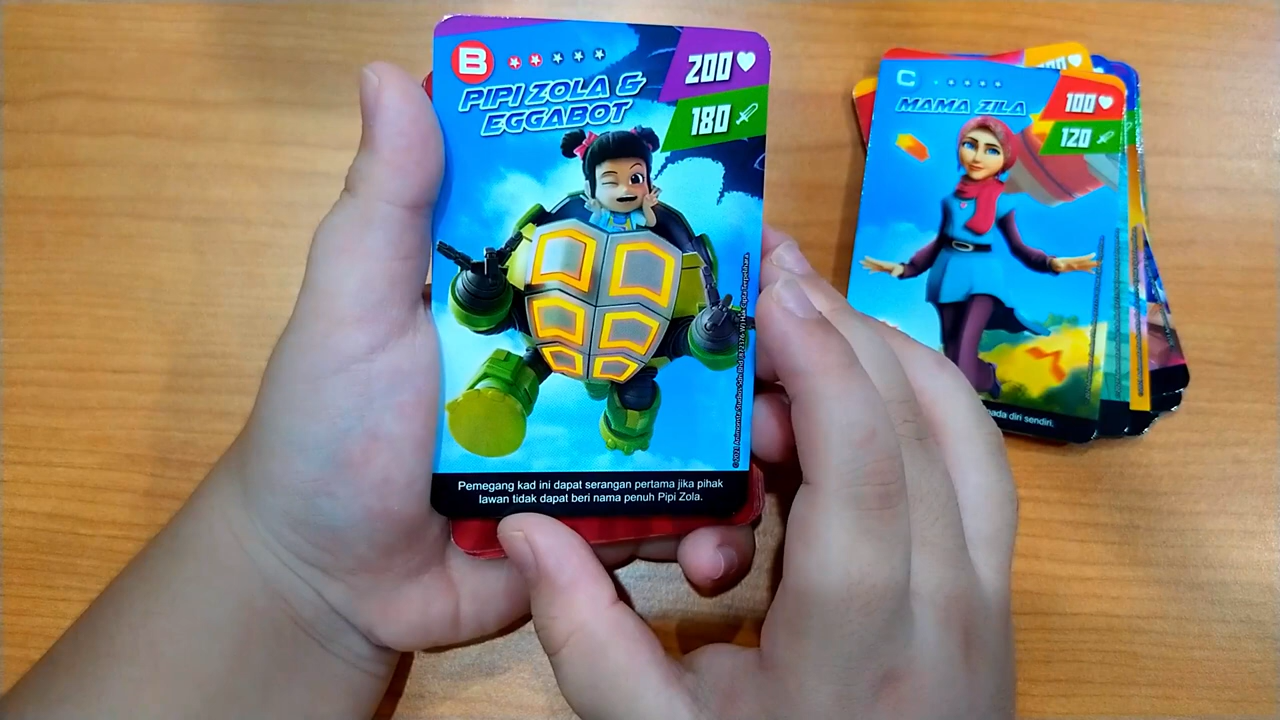 B
PIPI ZOLA &
EGGABOT
200
180
Pemegang kad ini dapat serangan pertama jika pihak
lawan tidak dapat beri nama penuh Pipi Zola.
C
MAMA ZILA
100
120
diri sendiri.